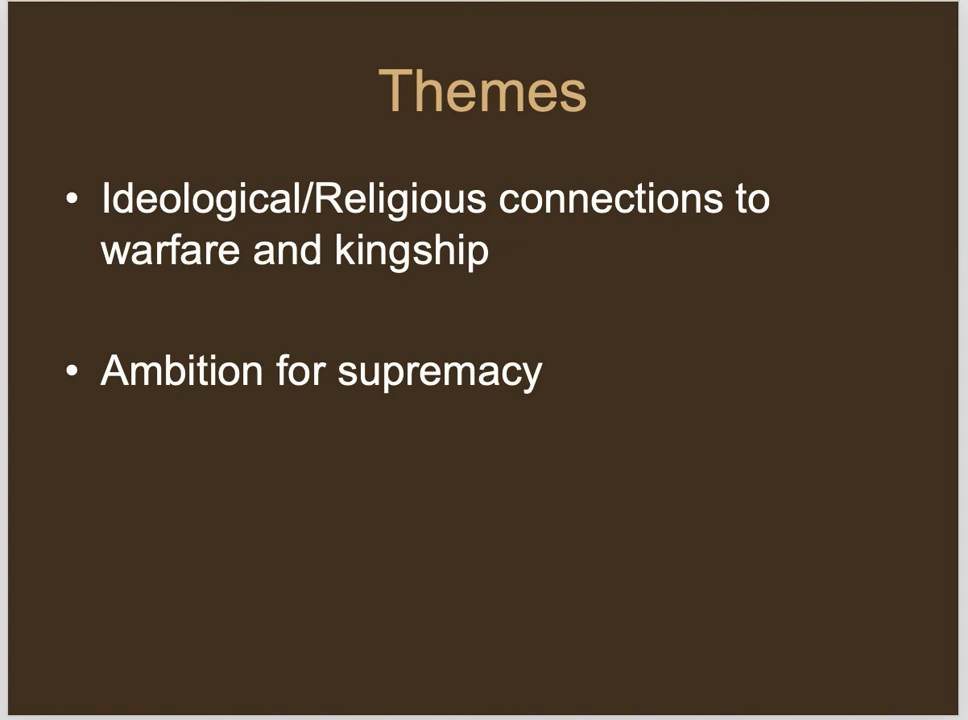 Themes
• Ideological/Religious connections to
warfare and kingship
• Ambition for supremacy